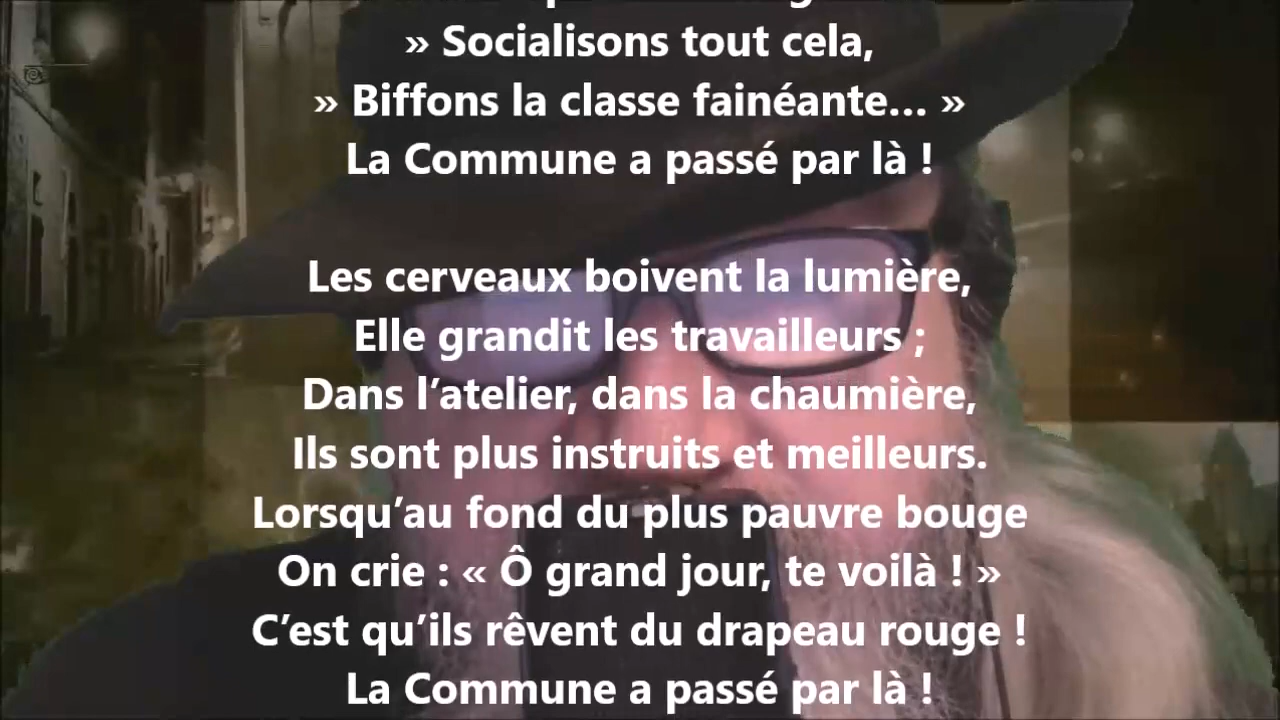 » Socialisons tout cela,
» Biffons la classe fainéante… »
La Commune a passé par là !
Les cerveaux boivent la lumière,
Elle grandit les travailleurs ;
Dans l’atelier, dans la chaumière,
Ils sont plus instruits et meilleurs.
Lorsqu’au fond du plus pauvre bouge
On crie : « Ô grand jour, te voilà ! »
C’est qu’ils rêvent du drapeau rouge !
La Commune a passé par là !